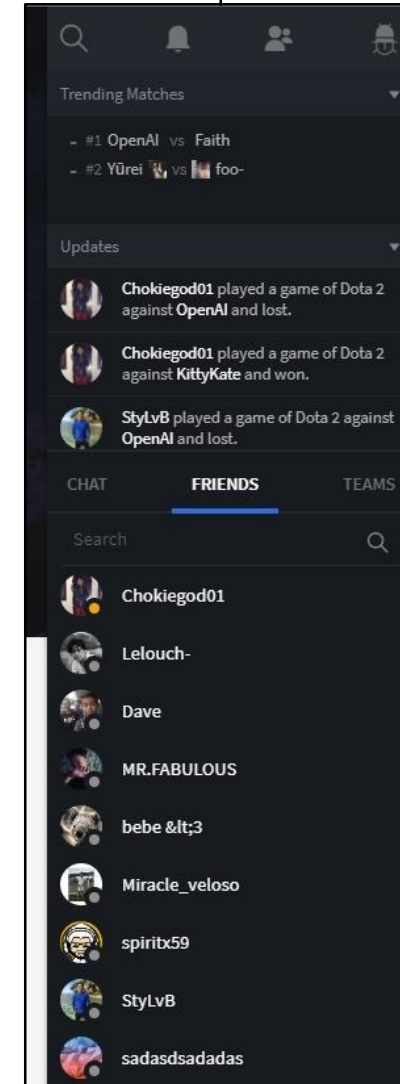 Trending Matches
- #1 OpenAI vs Faith
- #2 Yūrei vs foo-
Updates
Chokiegod01 played a game of Dota 2
against OpenAI and lost.
Chokiegod01 played a game of Dota 2
against KittyKate and won.
StyLvB played a game of Dota 2 against
OpenAI and lost.
CHAT FRIENDS TEAMS
Search
Chokiegod01
Lelouch-
Dave
MR.FABULOUS
bebe &lt;3
Miracle_veloso
spiritx59
StyLvB
sadasdsadadas